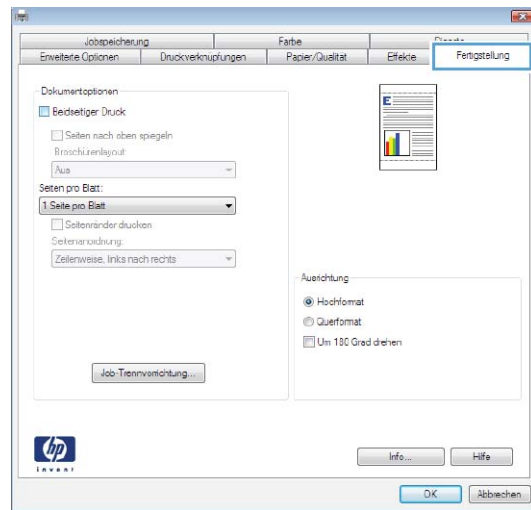 Jobspeicherung
Farbe
Dienste
Erweiterte Optionen
Druckverknüpfungen
Papier/Qualität
Effekte
Fertigstellung
Dokumentoptionen
Beidseitiger Druck
Seiten nach oben spiegeln
Broschürenlayout:
Aus
Seiten pro Blatt:
1 Seite pro Blatt
Seitenränder drucken
Seitenanordnung:
Zeilenweise, links nach rechts
Job-Trennvorrichtung...
E
Ausrichtung
Hochformat
Querformat
Um 180 Grad drehen
hp
invent
Info...
Hilfe
OK
Abbrechen